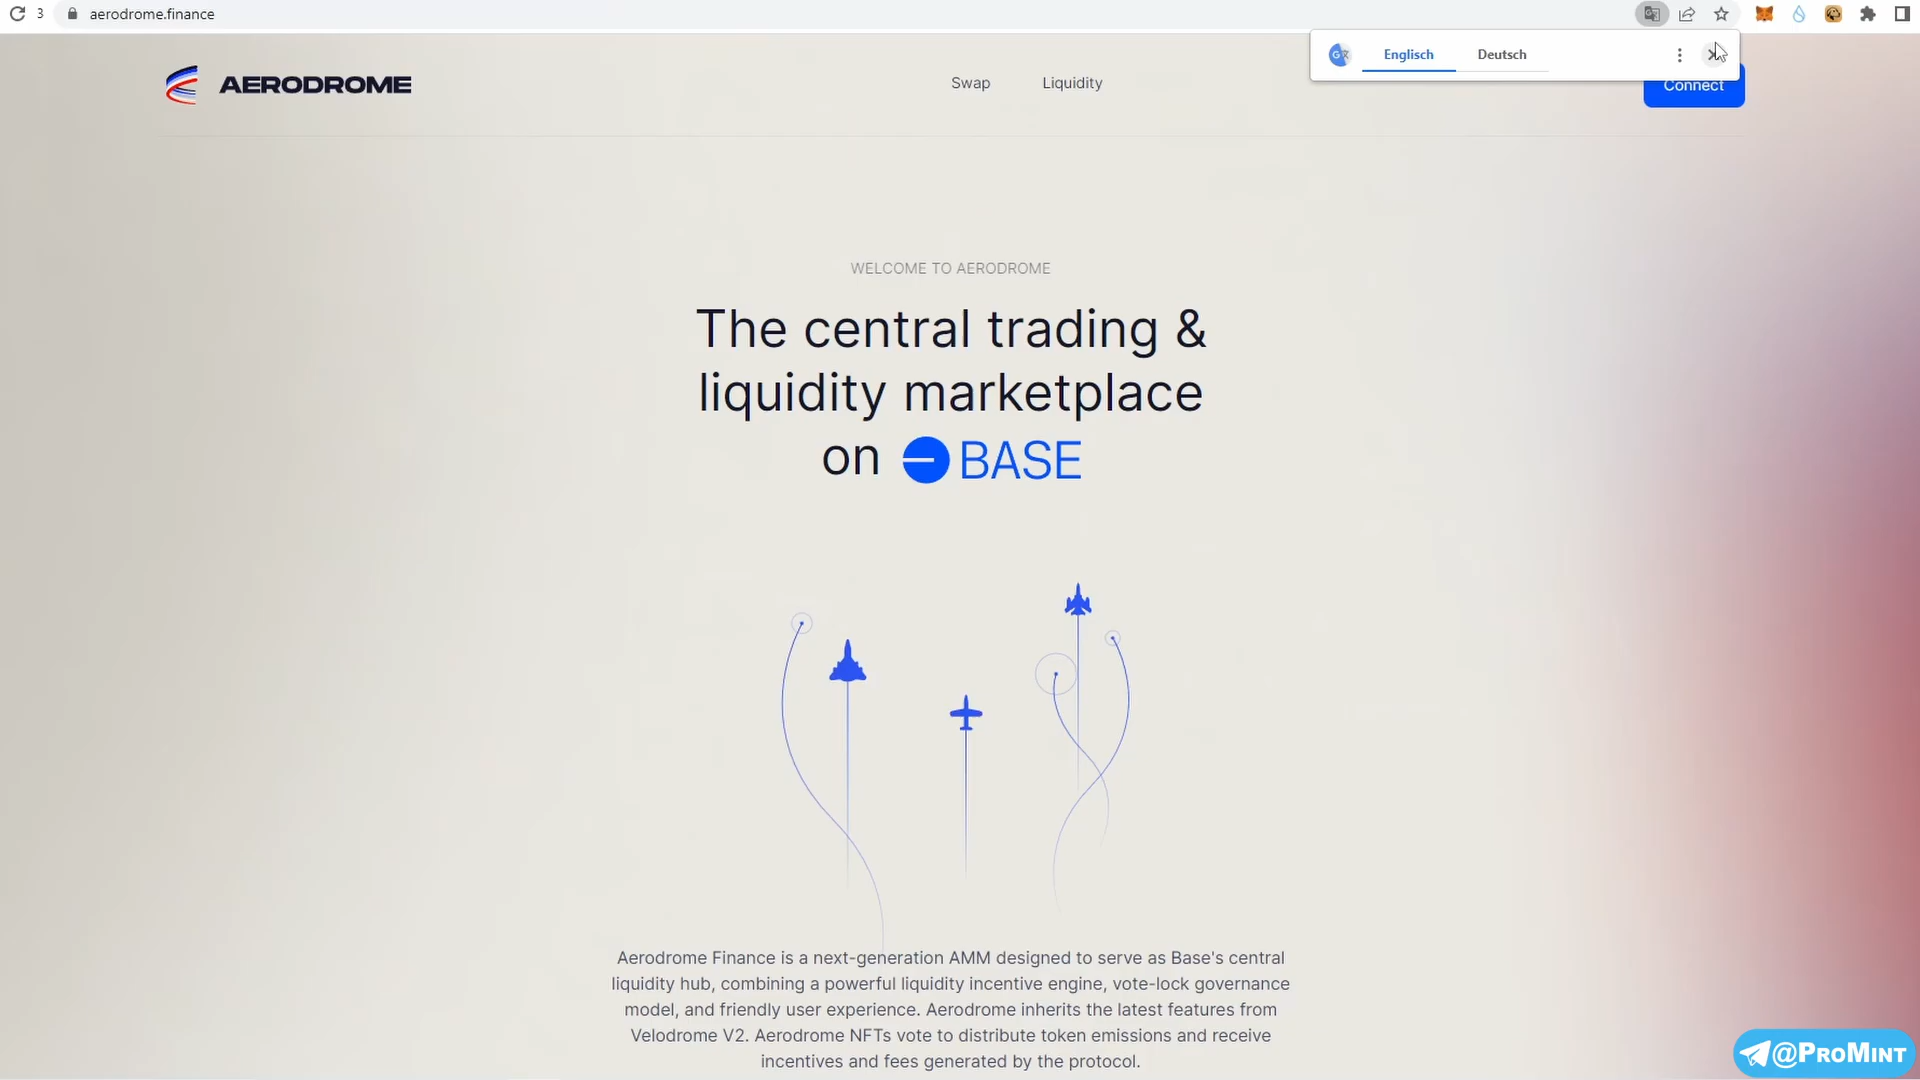 3
aerodrome.finance
Englisch
Deutsch
AERODROME
Swap
Liquidity
Connect
WELCOME TO AERODROME
The central trading &
liquidity marketplace
on BASE
Aerodrome Finance is a next-generation AMM designed to serve as Base's central
liquidity hub, combining a powerful liquidity incentive engine, vote-lock governance
model, and friendly user experience. Aerodrome inherits the latest features from
Velodrome V2. Aerodrome NFTs vote to distribute token emissions and receive
incentives and fees generated by the protocol.
@PROMINT